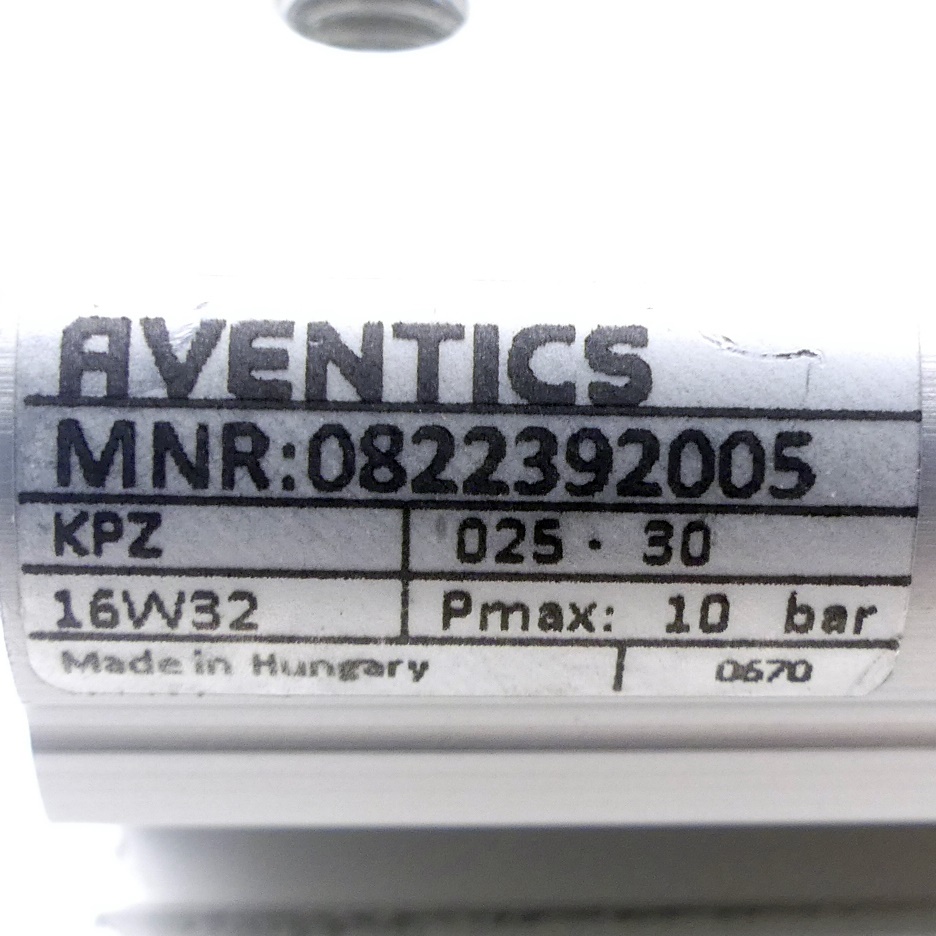 AVENTICS
MNR:0822392005
KPZ 025 · 30
16W32 Pmax: 10 bar
Made in Hungary 0670